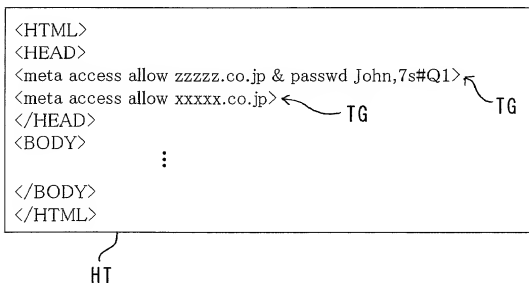 <HTML>
<HEAD>
<meta access allow zzzzz.co.jp & passwd John,7s#Q1>
<meta access allow xxxxx.co.jp>
TG
TG
</HEAD>
<BODY>
⋮
</BODY>
</HTML>
HT